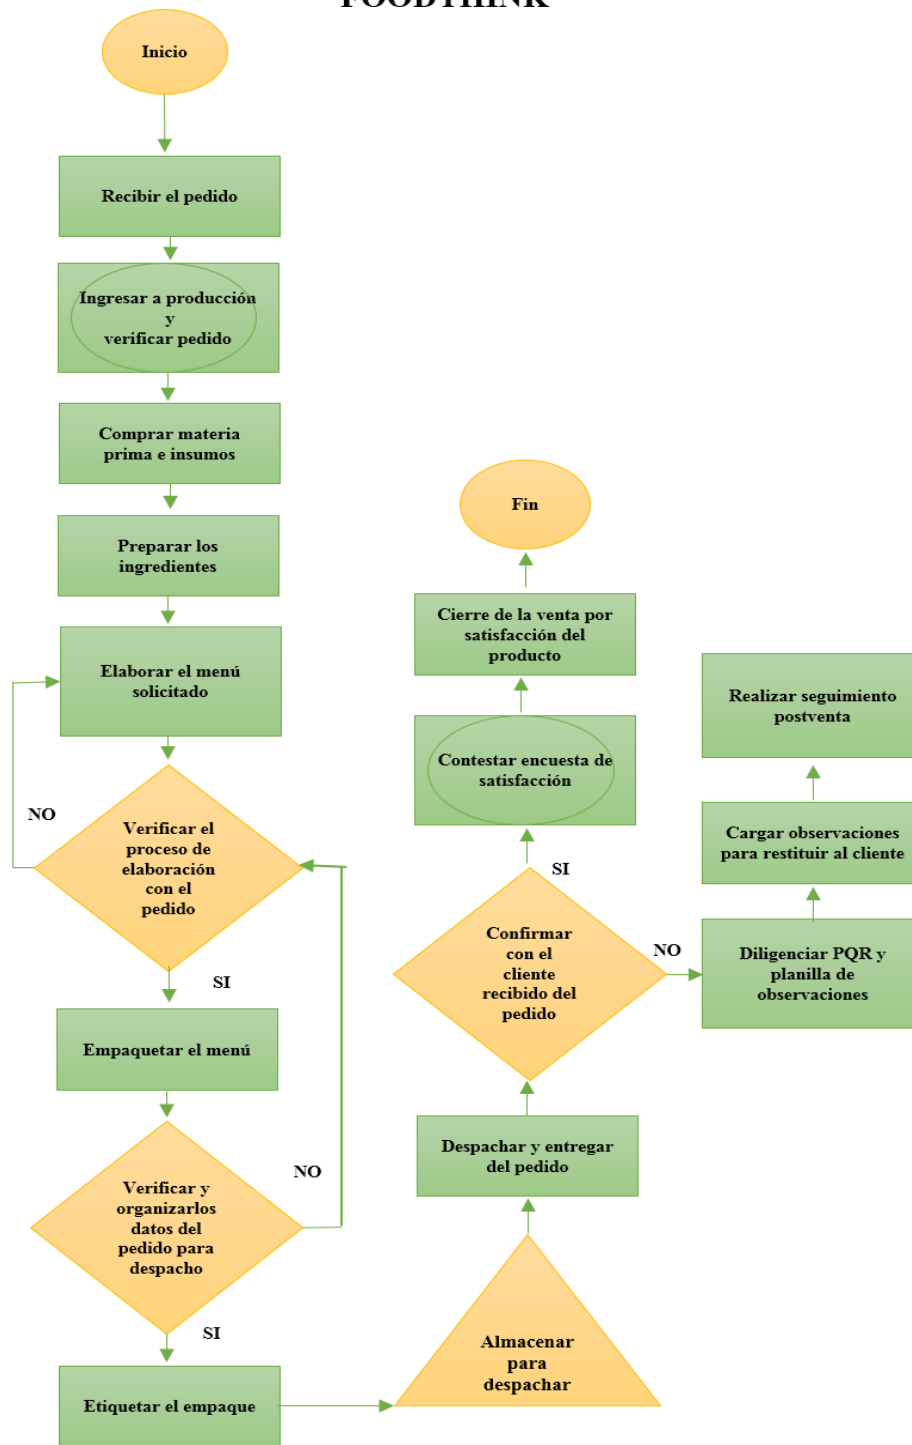 FOODTHINK
Inicio
Recibir el pedido
Ingresar a producción
y
verificar pedido
Comprar materia
prima e insumos
Preparar los
ingredientes
Elaborar el menú
solicitado
NO
Verificar el
proceso de
elaboración
con el
pedido
SI
Empaquetar el menú
NO
Verificar y
organizarlos
datos del
pedido para
despacho
SI
Etiquetar el empaque
Almacenar
para
despachar
Despachar y entregar
del pedido
Confirmar
con el
cliente
recibido del
pedido
SI
NO
Contestar encuesta de
satisfacción
Cierre de la venta por
satisfacción del
producto
Fin
Diligenciar PQR y
planilla de
observaciones
Cargar observaciones
para restituir al cliente
Realizar seguimiento
postventa